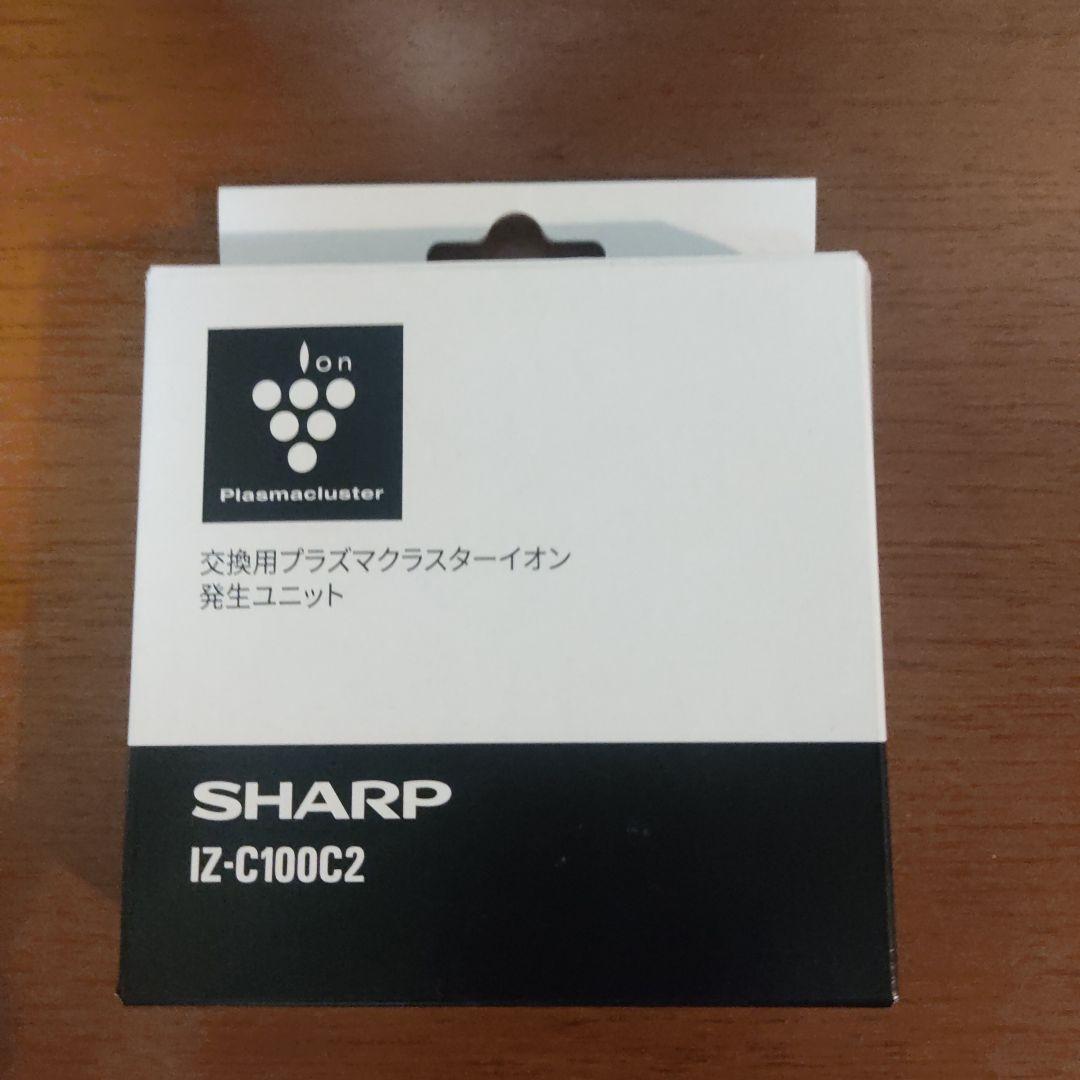 Ion
Plasmacluster
交換用プラズマクラスターイオン
発生ユニット
SHARP
IZ-C100C2